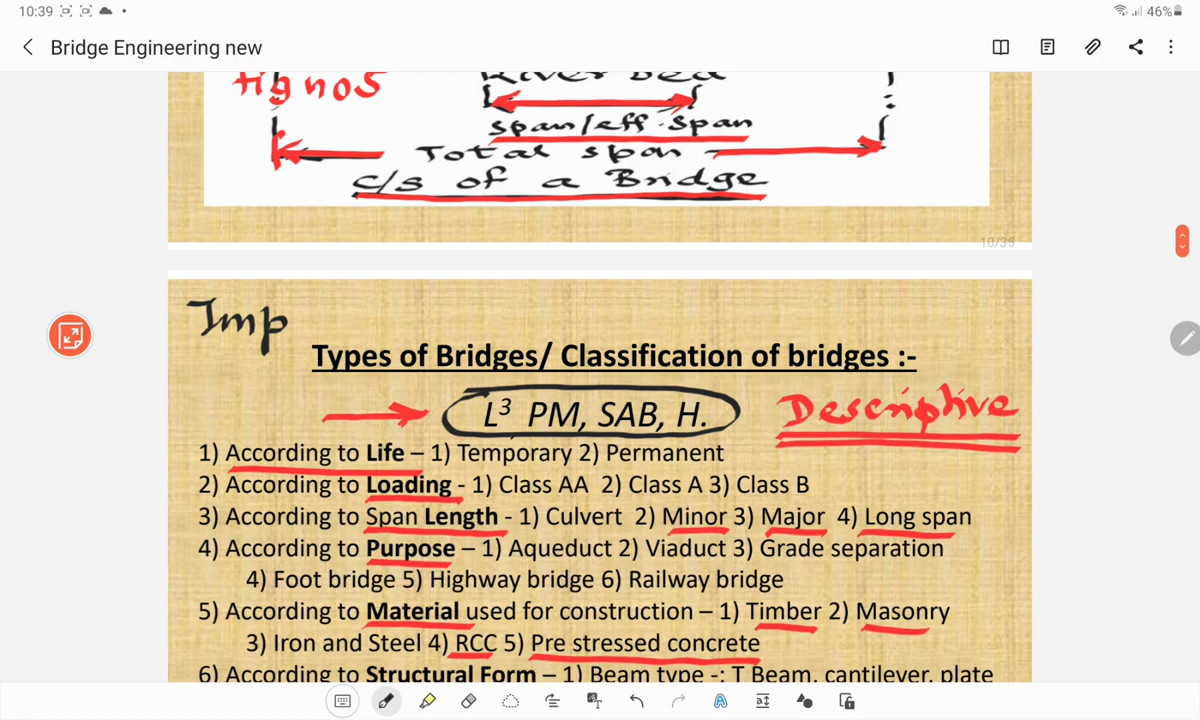 10:39
46%
Bridge Engineering new
River Bed
span/eff. span
Total span
C/s of a Bridge
10/35
Imp
Types of Bridges/ Classification of bridges :-
L³ PM, SAB, H.
Descriptive
1) According to Life – 1) Temporary 2) Permanent
2) According to Loading - 1) Class AA 2) Class A 3) Class B
3) According to Span Length - 1) Culvert 2) Minor 3) Major 4) Long span
4) According to Purpose – 1) Aqueduct 2) Viaduct 3) Grade separation
4) Foot bridge 5) Highway bridge 6) Railway bridge
5) According to Material used for construction – 1) Timber 2) Masonry
3) Iron and Steel 4) RCC 5) Pre stressed concrete
6) According to Structural Form – 1) Beam type -: T Beam, cantilever, plate